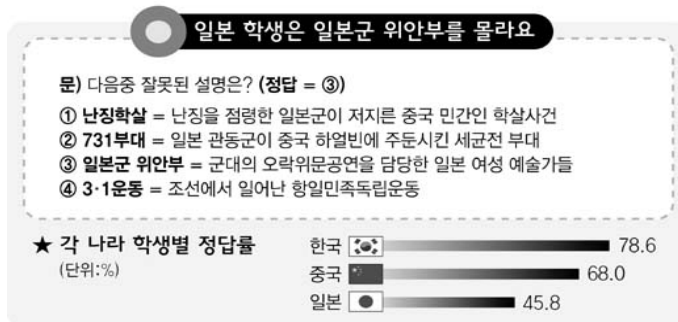 일본 학생은 일본군 위안부를 몰라요
문) 다음중 잘못된 설명은? (정답 = ③)
① 난징학살 = 난징을 점령한 일본군이 저지른 중국 민간인 학살사건
② 731부대 = 일본 관동군이 중국 하얼빈에 주둔시킨 세균전 부대
③ 일본군 위안부 = 군대의 오락위문공연을 담당한 일본 여성 예술가들
④ 3·1운동 = 조선에서 일어난 항일민족독립운동
★ 각 나라 학생별 정답률
(단위:%)
한국 78.6
중국 68.0
일본 45.8